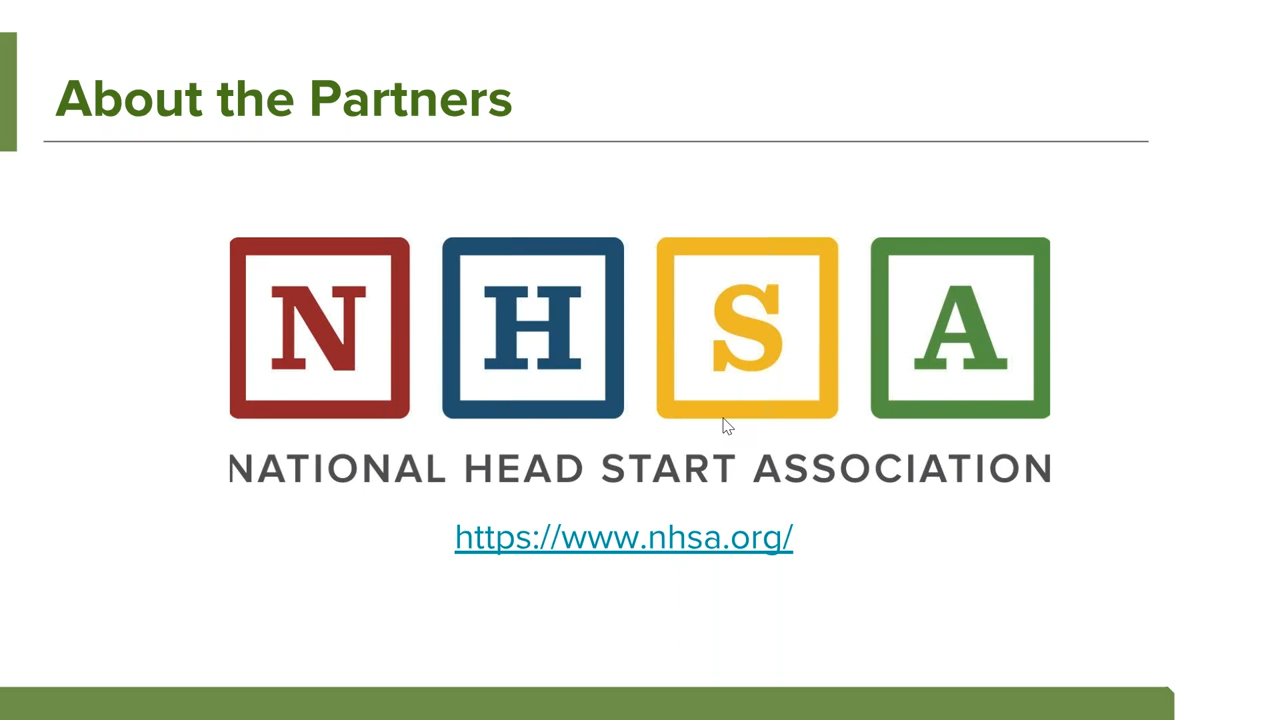 About the Partners
N H S A
NATIONAL HEAD START ASSOCIATION
https://www.nhsa.org/